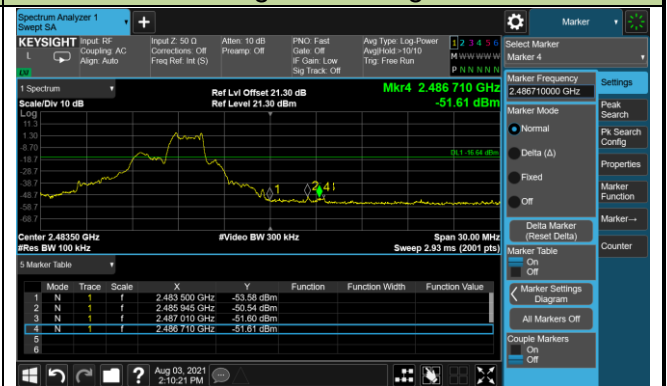 Spectrum Analyzer 1
Swept SA
+
Marker
KEYSIGHT
L
LV
Input: RF
Coupling: AC
Align: Auto
Input Z: 50 Ω
Corrections: Off
Freq Ref: Int (S)
Atten: 10 dB
Preamp: Off
PNO: Fast
Gate: Off
IF Gain: Low
Sig Track: Off
Avg Type: Log-Power
Avg|Hold:>10/10
Trig: Free Run
1 2 3 4 5 6
M W W W W W
P N N N N N
Select Marker
Marker 4
1 Spectrum
Scale/Div 10 dB
Log
Ref Lvl Offset 21.30 dB
Ref Level 21.30 dBm
Mkr4 2.486 710 GHz
-51.61 dBm
11.3
1.30
-8.70
-18.7
-28.7
-38.7
-48.7
-58.7
-68.7
DL1 -16.64 dBm
1
2
4
Center 2.48350 GHz
#Res BW 100 kHz
#Video BW 300 kHz
Span 30.00 MHz
Sweep 2.93 ms (2001 pts)
5 Marker Table
Mode Trace Scale X Y Function Function Width Function Value
1 N 1 f 2.483 500 GHz -53.58 dBm
2 N 1 f 2.485 945 GHz -50.54 dBm
3 N 1 f 2.487 010 GHz -51.60 dBm
4 N 1 f 2.486 710 GHz -51.61 dBm
5
6
Marker Frequency
2.486710000 GHz
Marker Mode
Normal
Delta (Δ)
Fixed
Off
Delta Marker
(Reset Delta)
Marker Table
On
Off
Marker Settings
Diagram
All Markers Off
Couple Markers
On
Off
Settings
Peak
Search
Pk Search
Config
Properties
Marker
Function
Marker→
Counter
?
Aug 03, 2021
2:10:21 PM